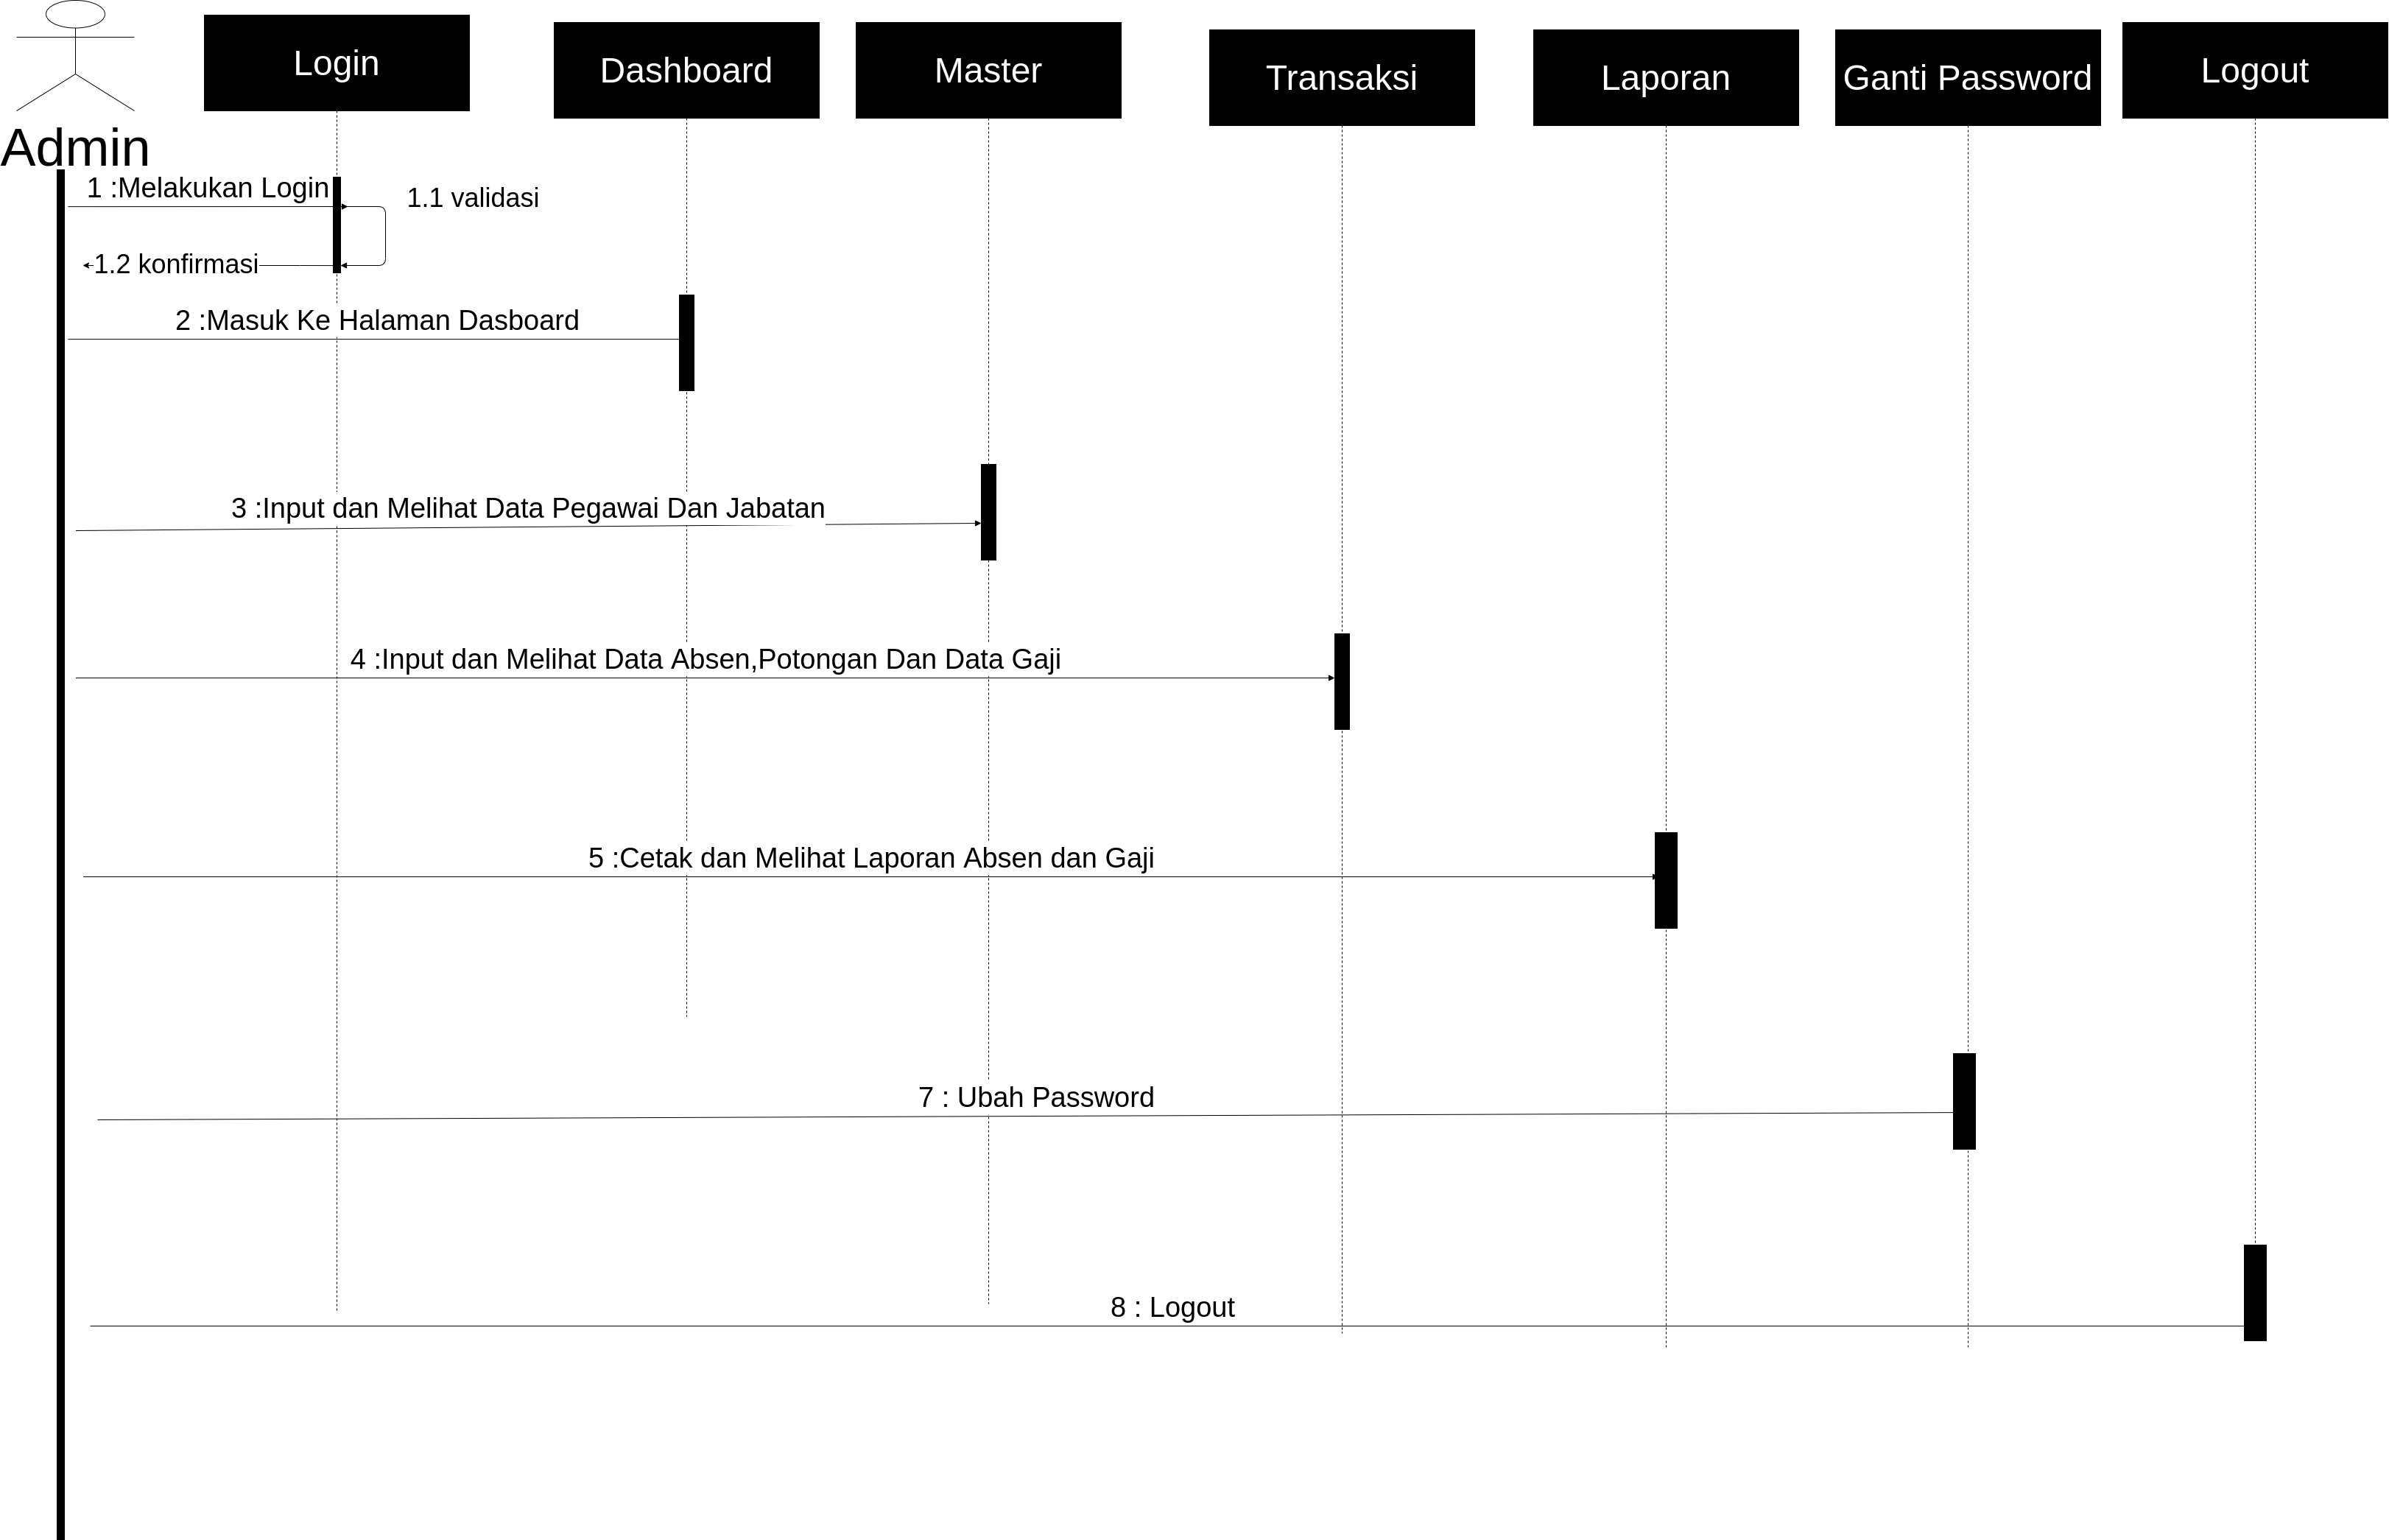 Login
Dashboard
Master
Transaksi
Laporan
Ganti Password
Logout
Admin
1 :Melakukan Login
1.1 validasi
1.2 konfirmasi
2 :Masuk Ke Halaman Dasboard
3 :Input dan Melihat Data Pegawai Dan Jabatan
4 :Input dan Melihat Data Absen,Potongan Dan Data Gaji
5 :Cetak dan Melihat Laporan Absen dan Gaji
7 : Ubah Password
8 : Logout